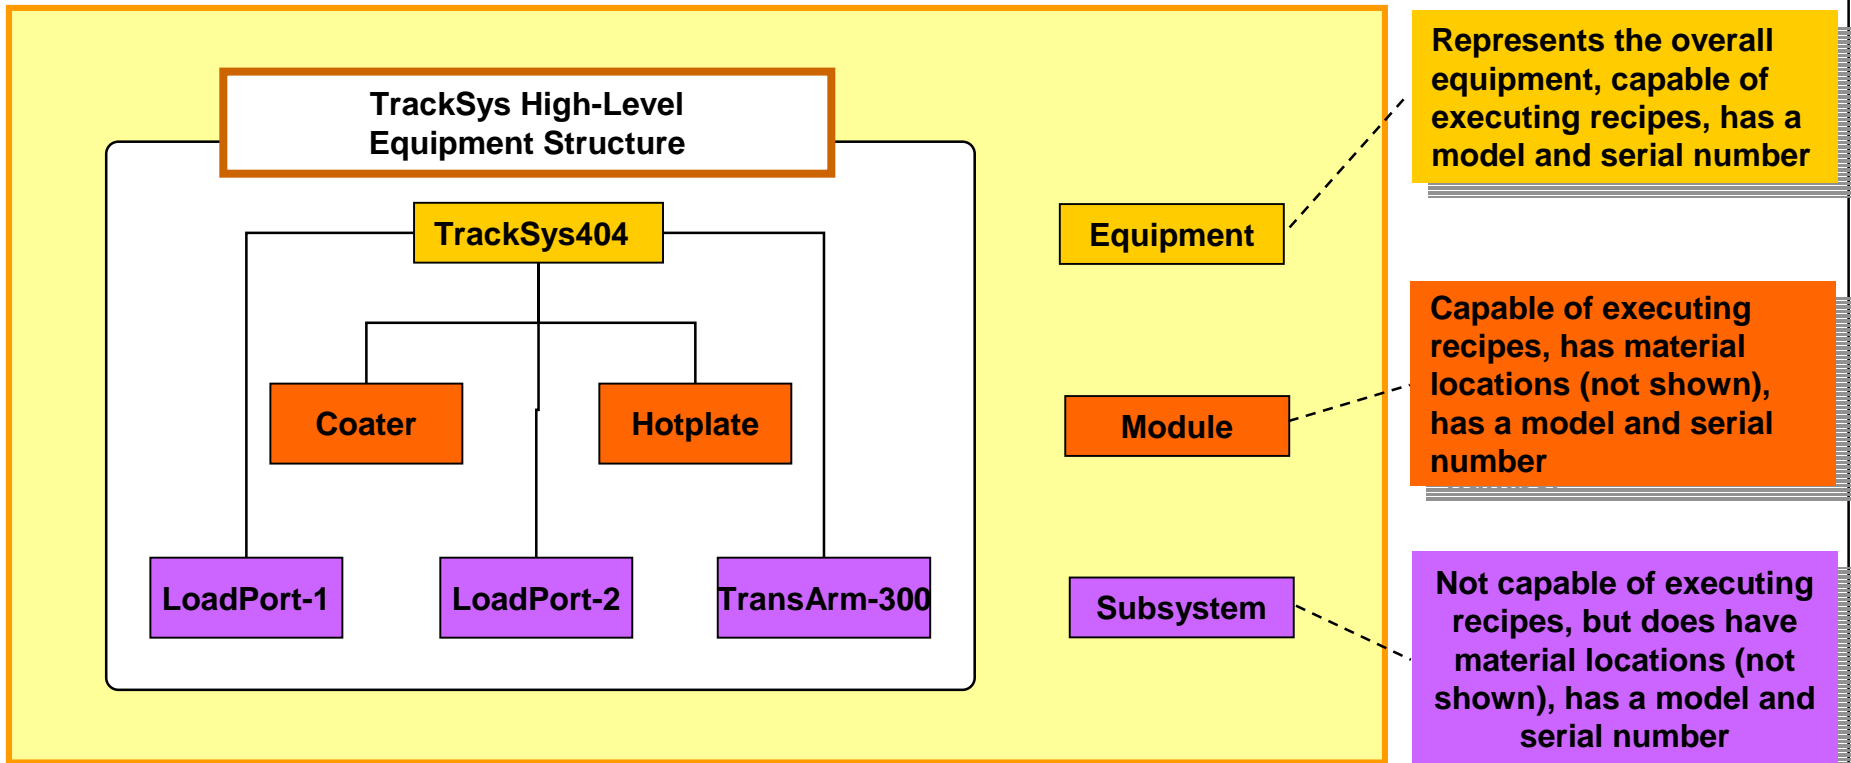 TrackSys High-Level
Equipment Structure
TrackSys404
Coater
Hotplate
LoadPort-1
LoadPort-2
TransArm-300
Equipment
Module
Subsystem
Represents the overall
equipment, capable of
executing recipes, has a
model and serial number
Capable of executing
recipes, has material
locations (not shown),
has a model and serial
number
Not capable of executing
recipes, but does have
material locations (not
shown), has a model and
serial number